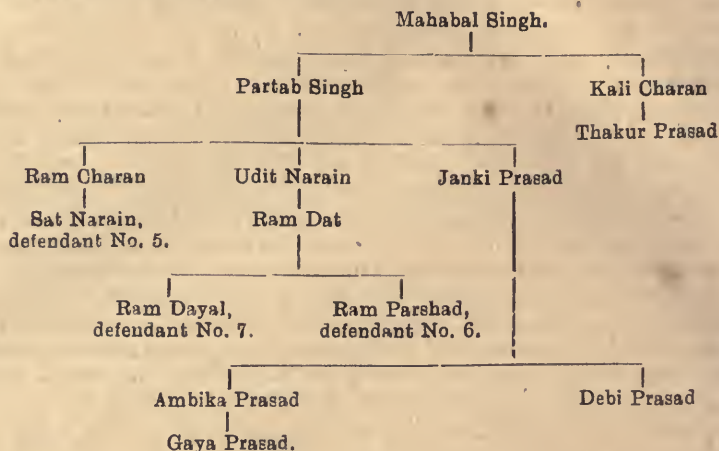 Mahabal Singh.
Partab Singh
Kali Charan
Thakur Prasad
Ram Charan
Udit Narain
Janki Prasad
Sat Narain,
defendant No. 5.
Ram Dat
Ram Dayal,
defendant No. 7.
Ram Parshad,
defendant No. 6.
Ambika Prasad
Debi Prasad
Gaya Prasad.